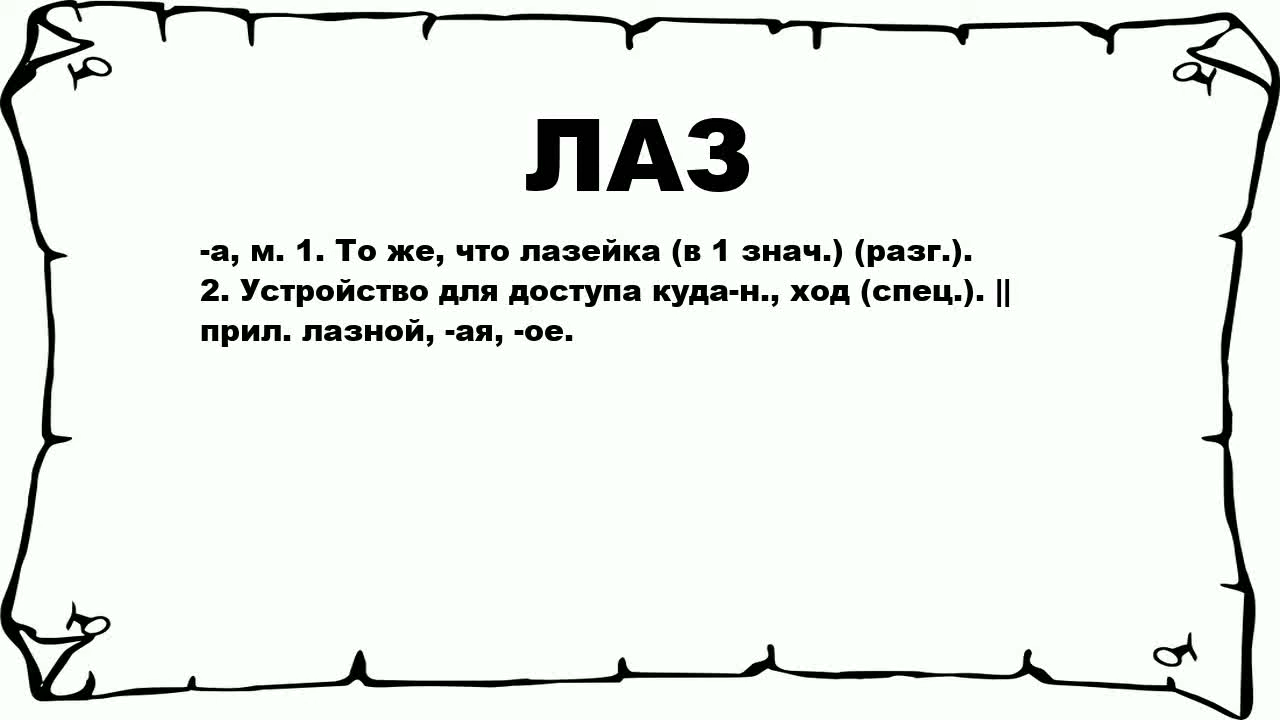 ЛАЗ
-а, м. 1. То же, что лазейка (в 1 знач.) (разг.).
2. Устройство для доступа куда-н., ход (спец.). ||
прил. лазной, -ая, -ое.